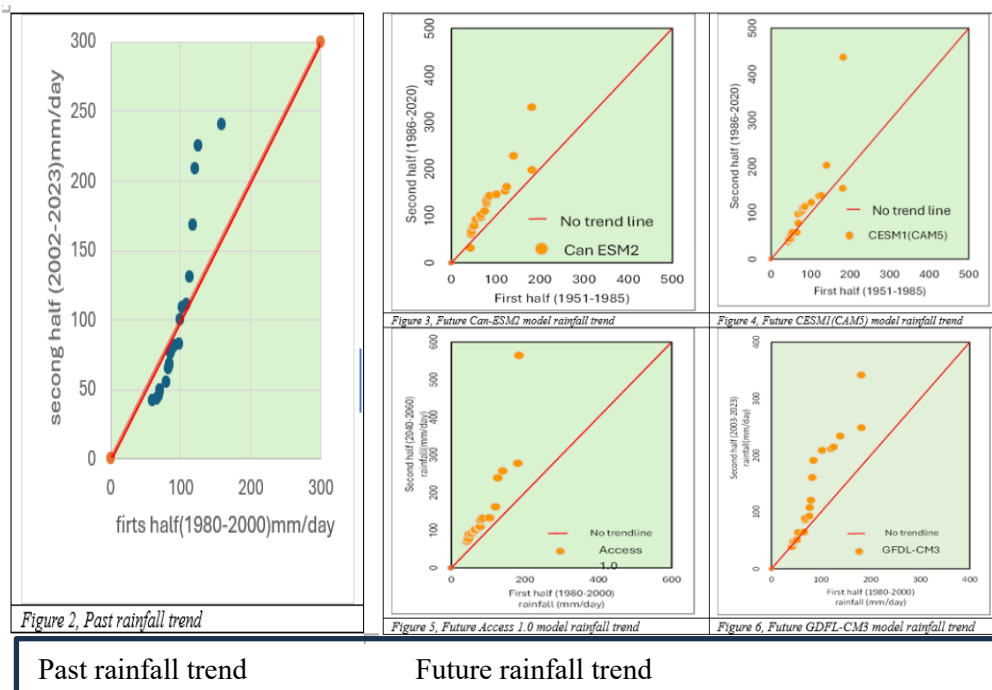 300
250
200
150
100
50
0
0 100 200 300
secong half (2002-2023)mm/day
firts half(1980-2000)mm/day
Figure 2, Past rainfall trend
500
400
300
200
100
0
0 100 200 300 400 500
Second half (1986-2020)
No trend line
Can ESM2
First half (1951-1985)
Figure 3, Future Can-ESM2 model rainfall trend
500
400
300
200
100
0
0 100 200 300 400 500
Second half (1986-2020)
No trend line
CESM1(CAM5)
First half (1951-1985)
Figure 4, Future CESM1(CAM5) model rainfall trend
600
500
400
300
200
100
0
0 200 400 600
Second half (2040-2060)
rainfall(mm/day)
No trendline
Access
1.0
First half (1980-2000)
rainfall (mm/day)
Figure 5, Future Access 1.0 model rainfall trend
400
300
200
100
0
0 100 200 300 400
Second half (2003-2023)
rainfall(mm/day)
No trendline
GFDL-CM3
First half (1980-2000)
rainfall (mm/day)
Figure 6, Future GDFL-CM3 model rainfall trend
Past rainfall trend
Future rainfall trend